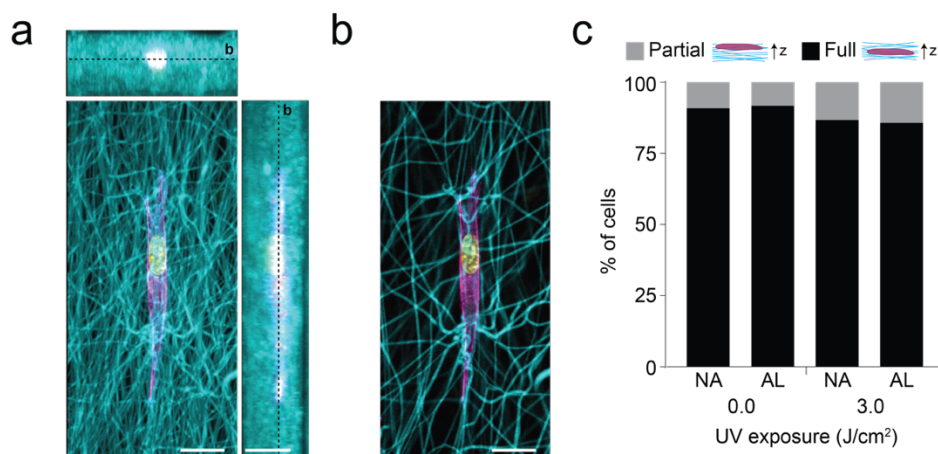 a
b
b
b
c
Partial
z
Full
z
% of cells
100
75
50
25
0
NA
AL
NA
AL
0.0
3.0
UV exposure (J/cm²)